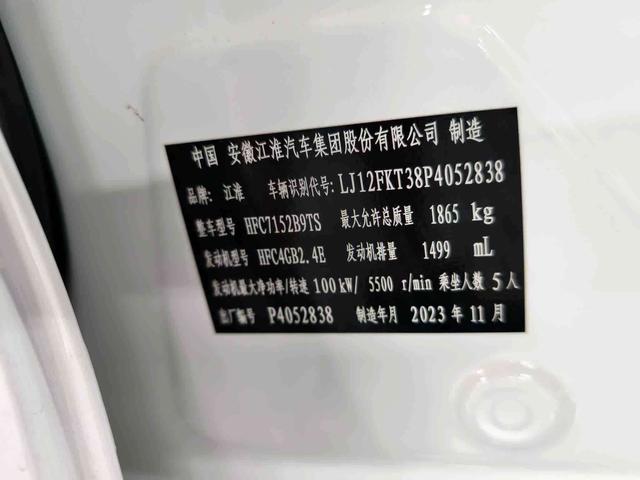 中国 安徽江淮汽车集团股份有限公司 制造
品牌: 江淮 车辆识别代号: LJ12FKT38P4052838
整车型号 HFC7152B9TS 最大允许总质量 1865 kg
发动机型号 HFC4GB2.4E 发动机排量 1499 mL
发动机最大净功率/转速 100 kW/ 5500 r/min 乘坐人数 5 人
出厂编号 P4052838 制造年月 2023 年 11 月